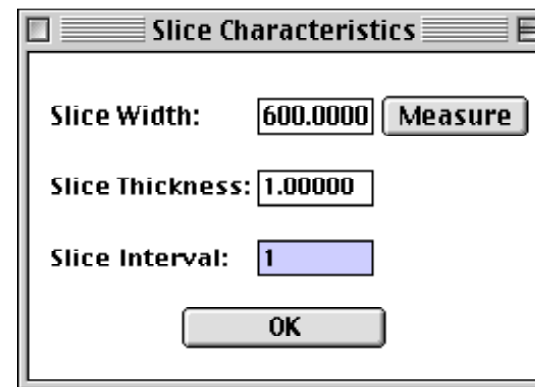 Slice Characteristics
Slice Width: 600.0000 Measure
Slice Thickness: 1.00000
Slice Interval: 1
OK